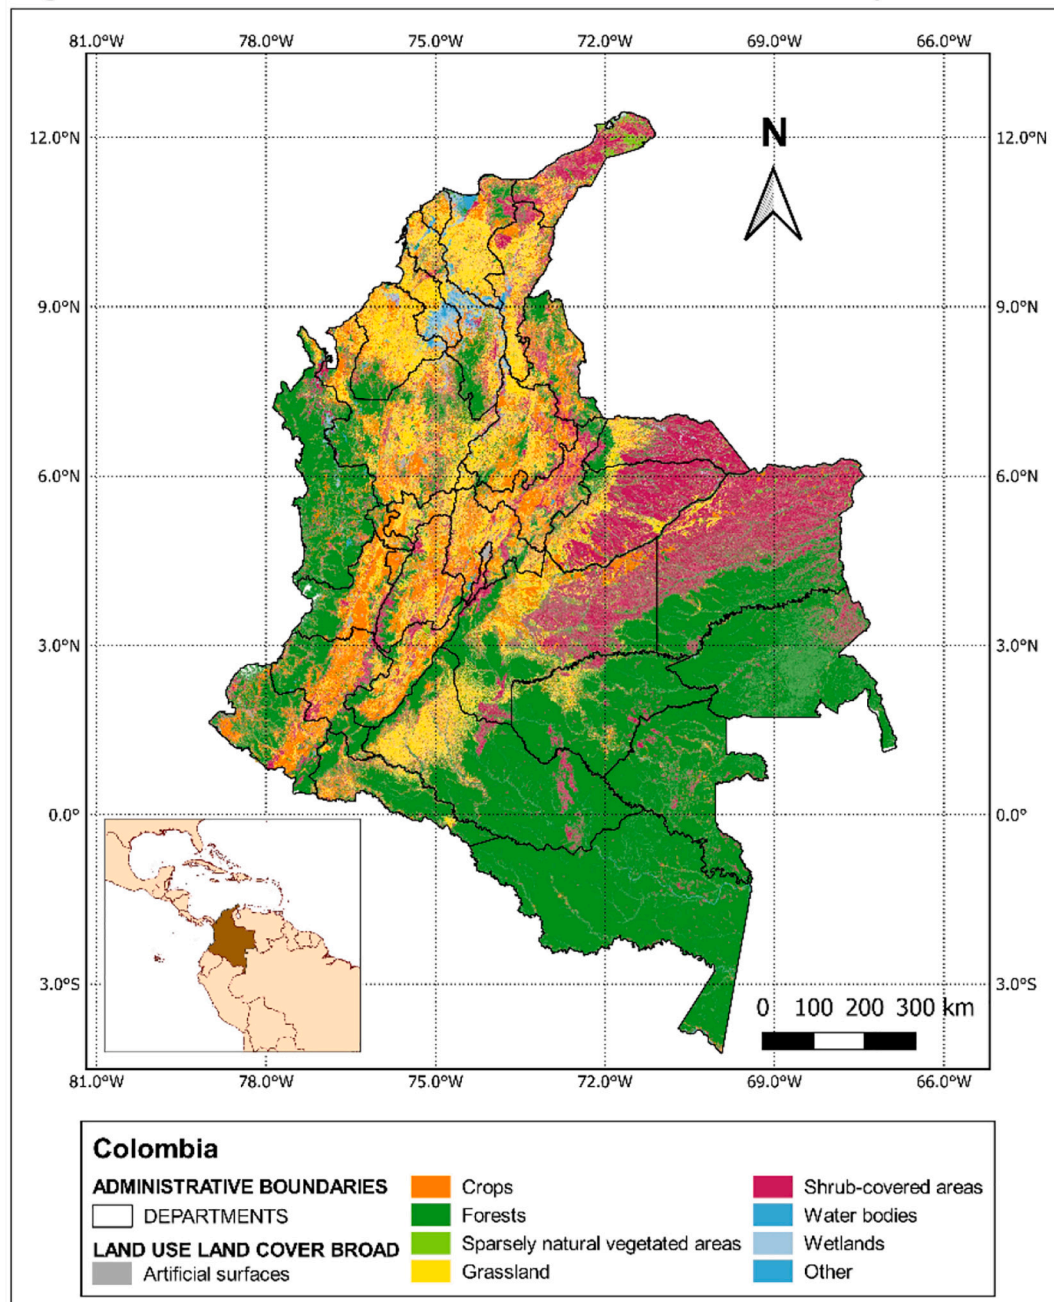 81.0°W 78.0°W 75.0°W 72.0°W 69.0°W 66.0°W
N
12.0°N 12.0°N
9.0°N 9.0°N
6.0°N 6.0°N
3.0°N 3.0°N
0.0° 0.0°
3.0°S 3.0°S
0 100 200 300 km
81.0°W 78.0°W 75.0°W 72.0°W 69.0°W 66.0°W
Colombia
ADMINISTRATIVE BOUNDARIES
DEPARTMENTS
LAND USE LAND COVER BROAD
Artificial surfaces
Crops
Forests
Sparsely natural vegetated areas
Grassland
Shrub-covered areas
Water bodies
Wetlands
Other